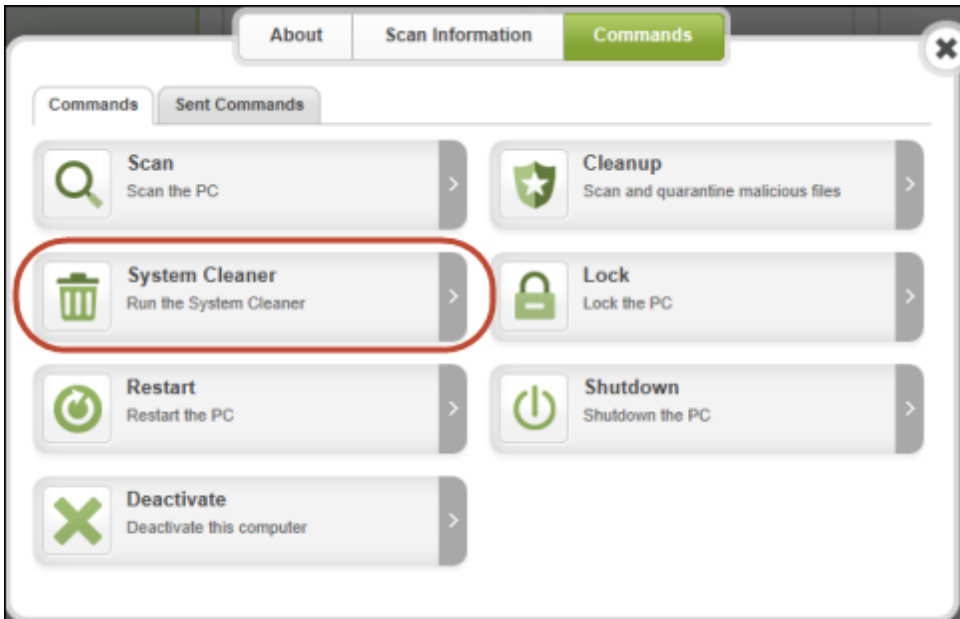 About Scan Information Commands
Commands Sent Commands
Scan
Scan the PC
Cleanup
Scan and quarantine malicious files
System Cleaner
Run the System Cleaner
Lock
Lock the PC
Restart
Restart the PC
Shutdown
Shutdown the PC
Deactivate
Deactivate this computer